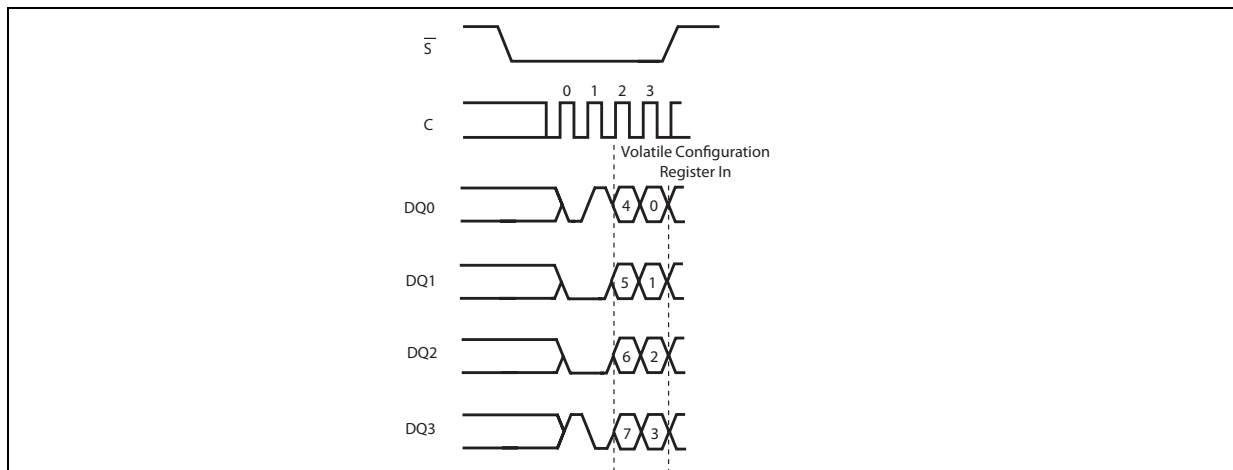 S
0 1 2 3
C
Volatile Configuration
Register In
DQ0 4 0
DQ1 5 1
DQ2 6 2
DQ3 7 3